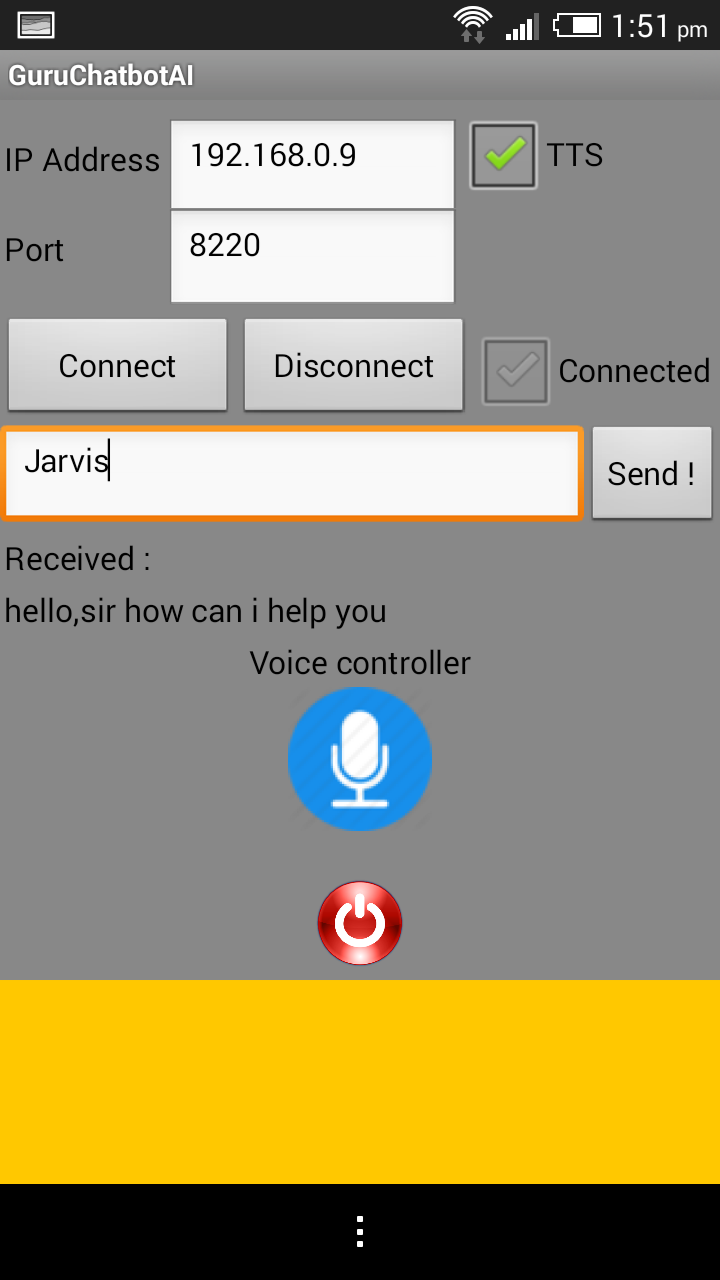 1:51 pm
GuruChatbotAI
IP Address 192.168.0.9 TTS
Port 8220
Connect Disconnect Connected
Jarvis Send !
Received :
hello,sir how can i help you
Voice controller